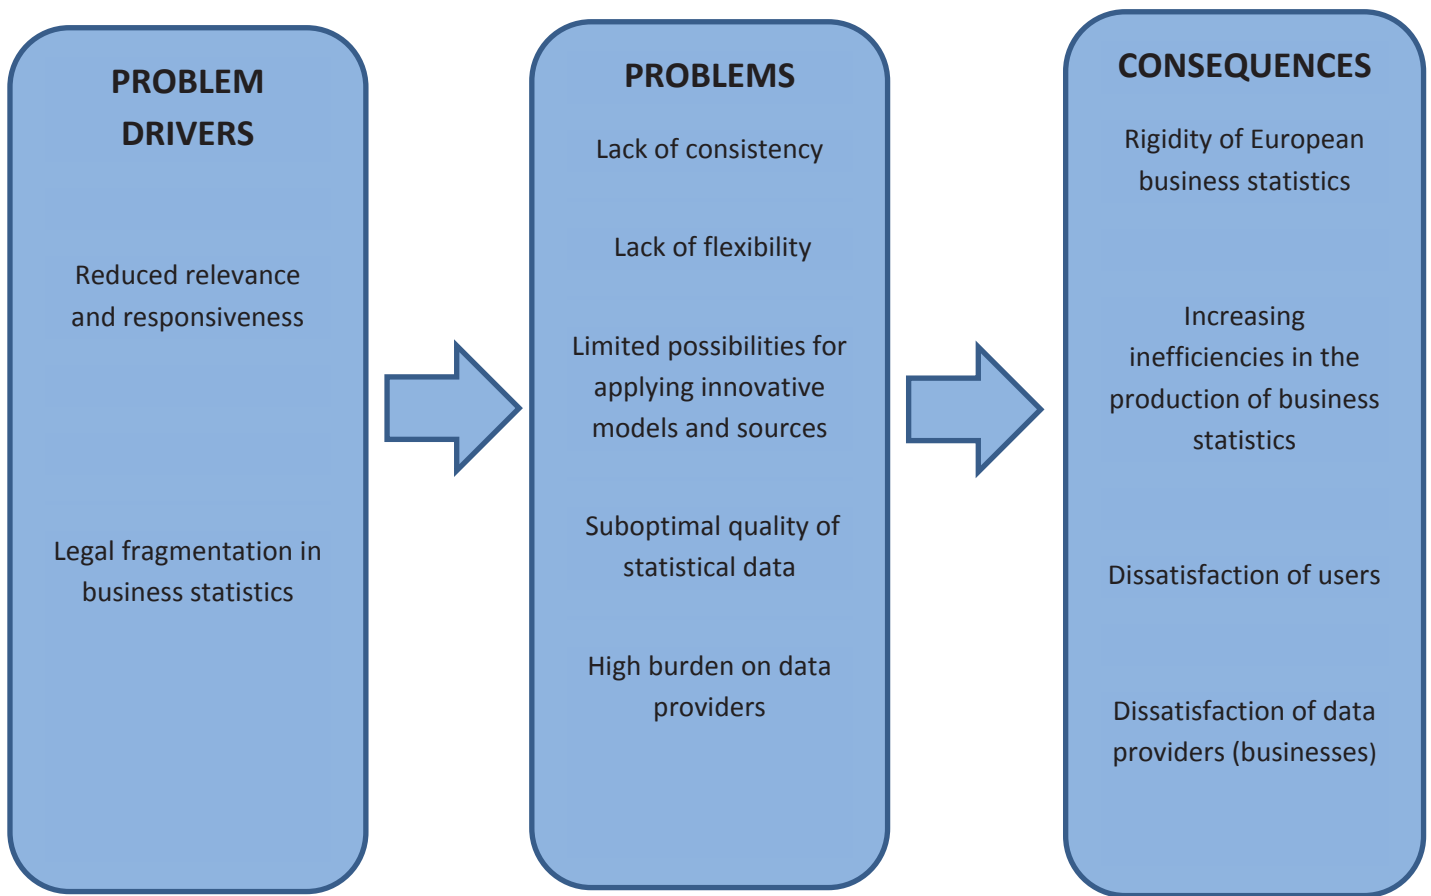 PROBLEM
DRIVERS
Reduced relevance
and responsiveness
Legal fragmentation in
business statistics
PROBLEMS
Lack of consistency
Lack of flexibility
Limited possibilities for
applying innovative
models and sources
Suboptimal quality of
statistical data
High burden on data
providers
CONSEQUENCES
Rigidity of European
business statistics
Increasing
inefficiencies in the
production of business
statistics
Dissatisfaction of users
Dissatisfaction of data
providers (businesses)